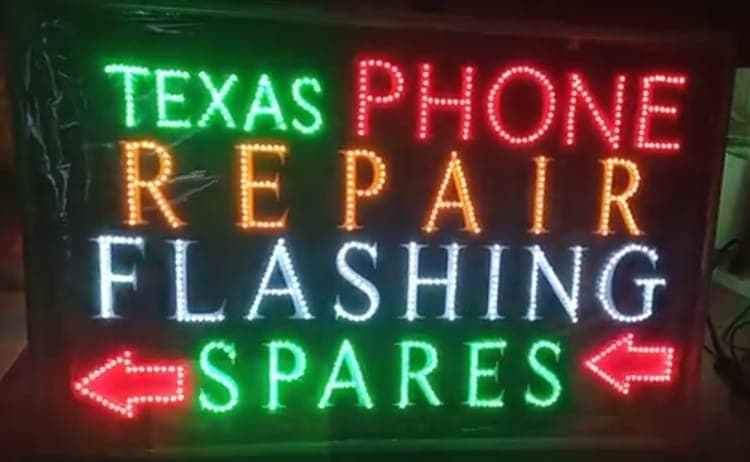 TEXAS PHONE
REPAIR
FLASHING
SPARES